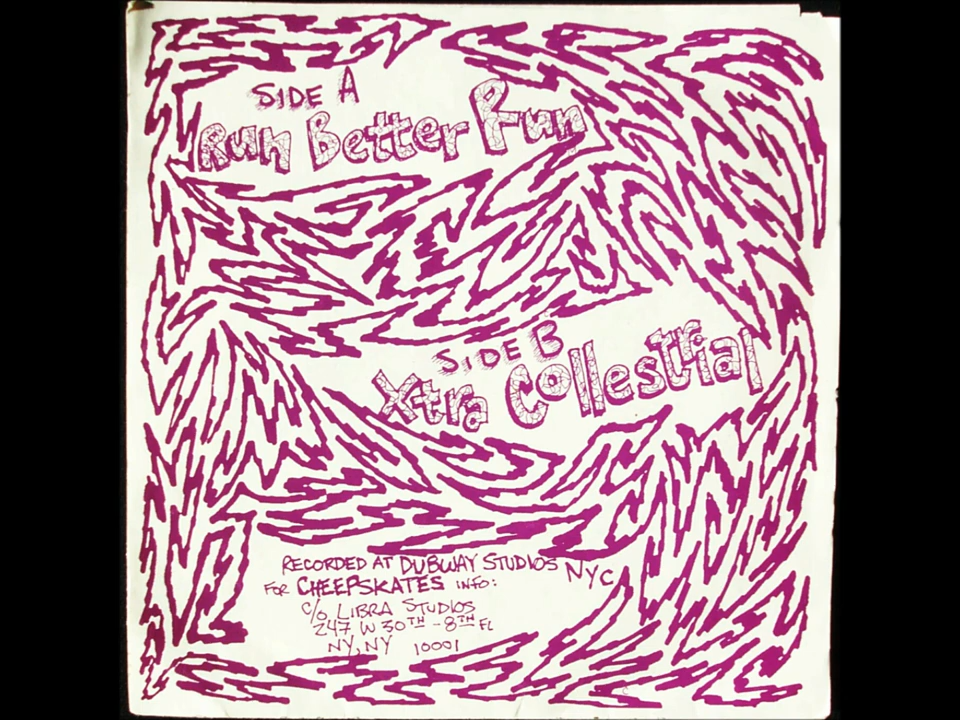 SIDE A
Run Better Run
SIDE B
Xtra Collestrial
RECORDED AT DUBWAY STUDIOS NYC
FOR CHEEPSKATES INFO:
c/o LIBRA STUDIOS
247 W 30TH - 8TH FL
NY, NY 10001